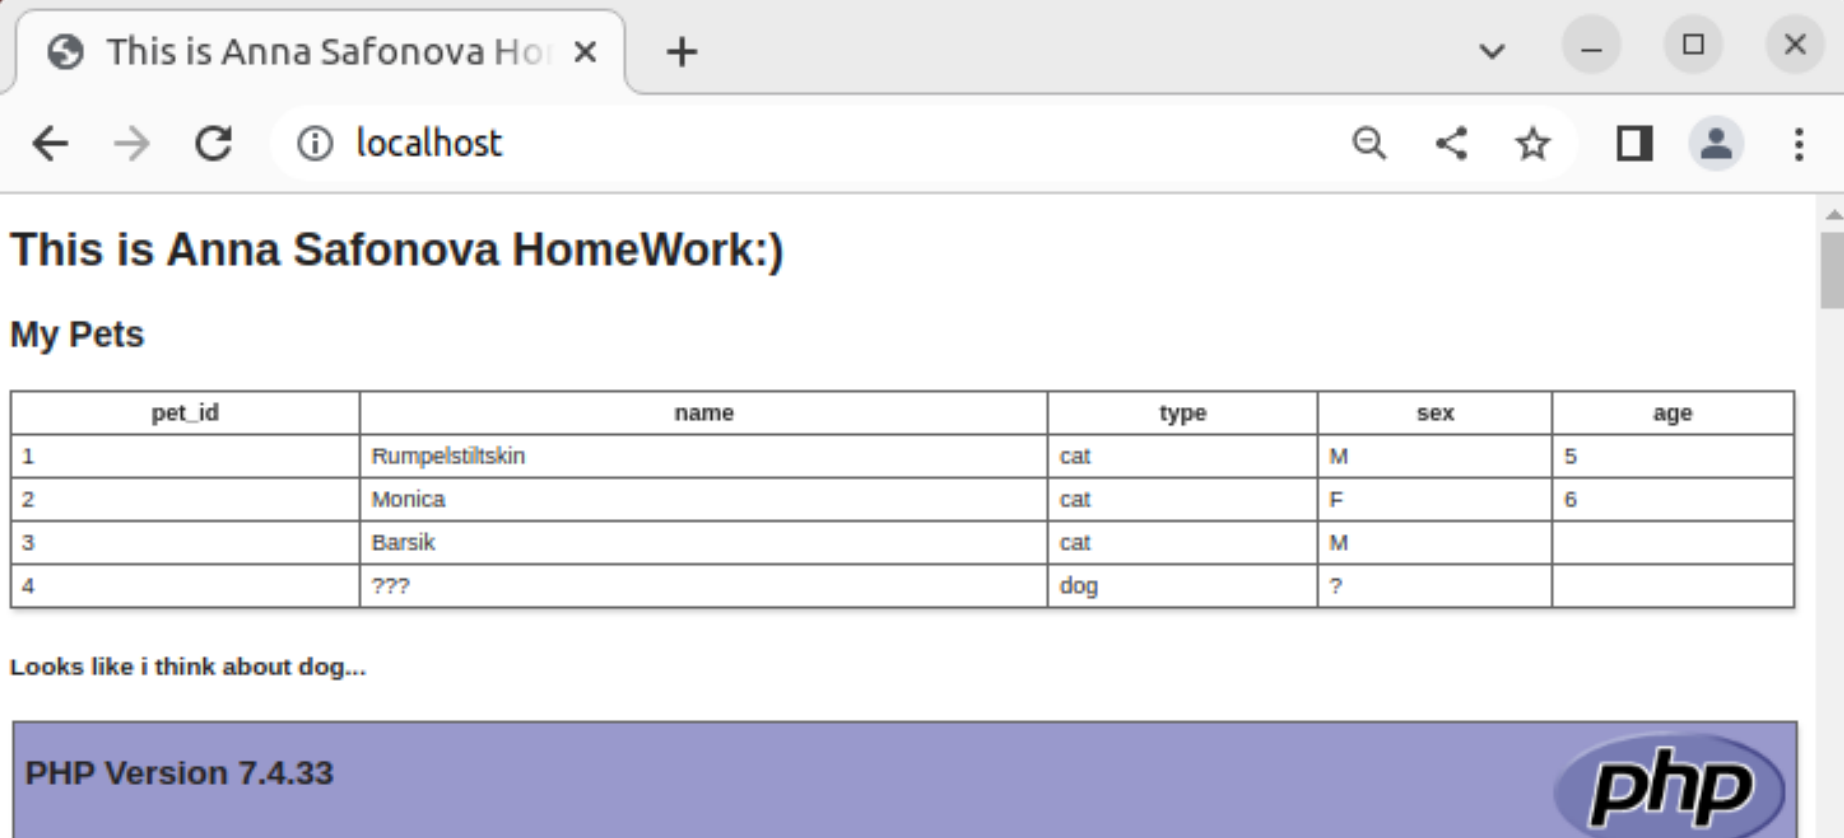 This is Anna Safonova Ho
localhost
This is Anna Safonova HomeWork:)
My Pets
pet_id name type sex age
1 Rumpelstiltskin cat M 5
2 Monica cat F 6
3 Barsik cat M
4 ??? dog ?
Looks like i think about dog...
PHP Version 7.4.33
php